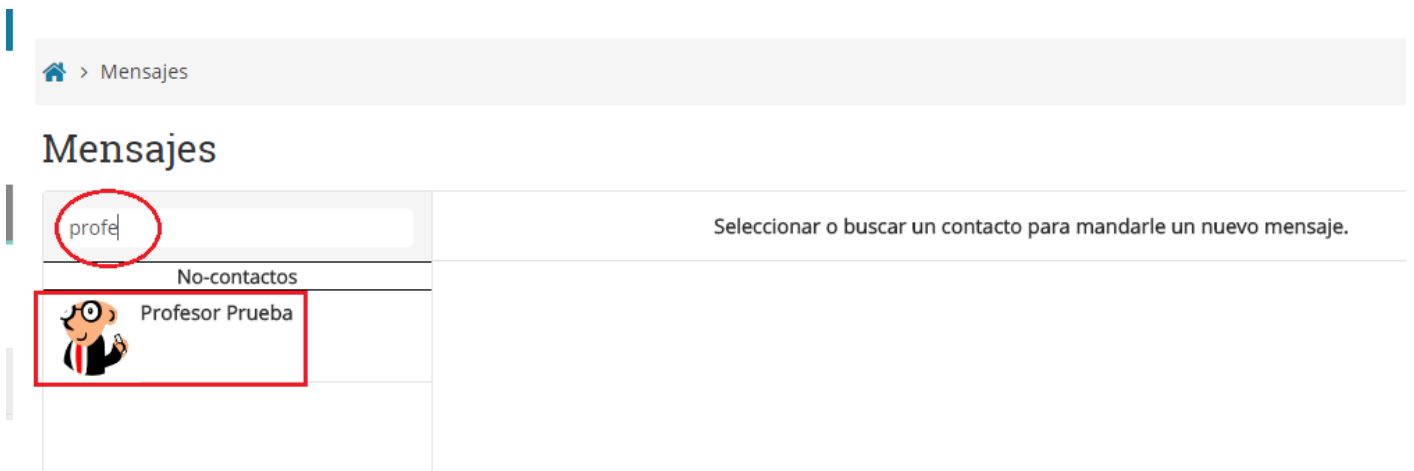 > Mensajes
Mensajes
profe
Seleccionar o buscar un contacto para mandarle un nuevo mensaje.
No-contactos
Profesor Prueba